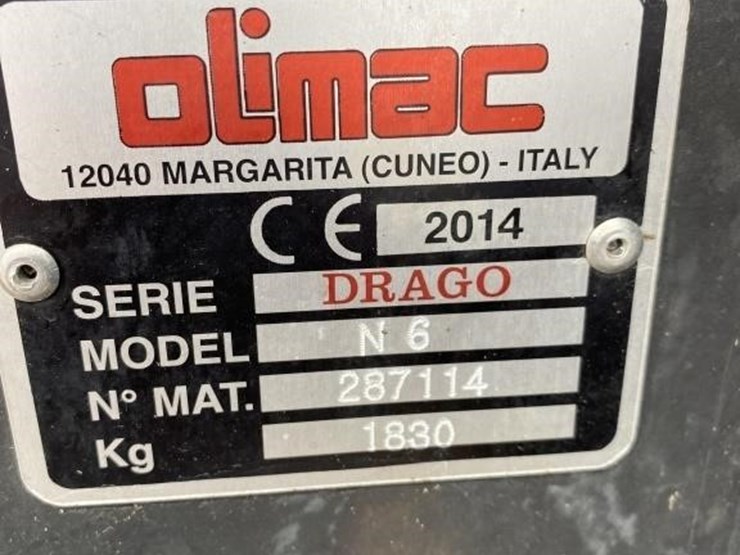 olimac
12040 MARGARITA (CUNEO) - ITALY
CE 2014
SERIE DRAGO
MODEL N 6
N° MAT. 287114
Kg 1830